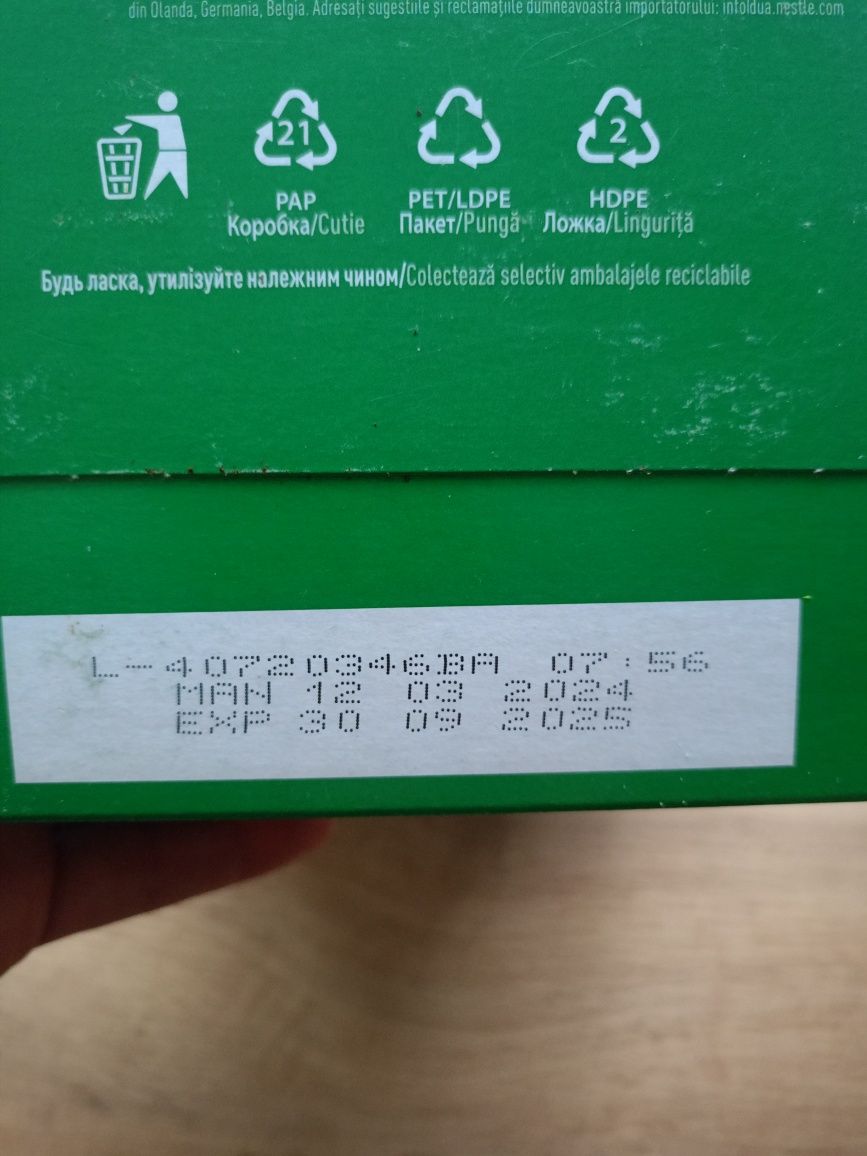 din Olanda, Germania, Belgia. Adresați sugestiile și reclamațiile dumneavoastră importatorului: info@ua.nestle.com
21
2
PAP
PET/LDPE
HDPE
Коробка/Cutie
Пакет/Pungă
Ложка/Linguriță
Будь ласка, утилізуйте належним чином/Colectează selectiv ambalajele reciclabile
L-40720346BA 07:56
MAN 12 03 2024
EXP 30 09 2025